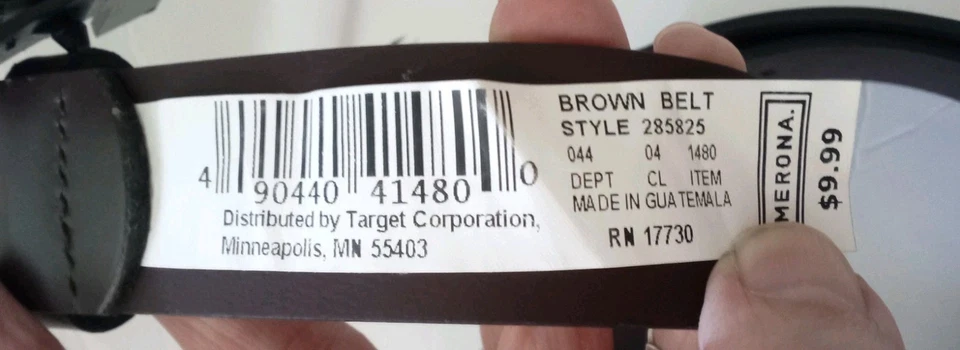 4 90440 41480 0
Distributed by Target Corporation,
Minneapolis, MN 55403
BROWN BELT
STYLE 285825
044 04 1480
DEPT CL ITEM
MADE IN GUATEMALA
RN 17730
MERONA.
$9.99